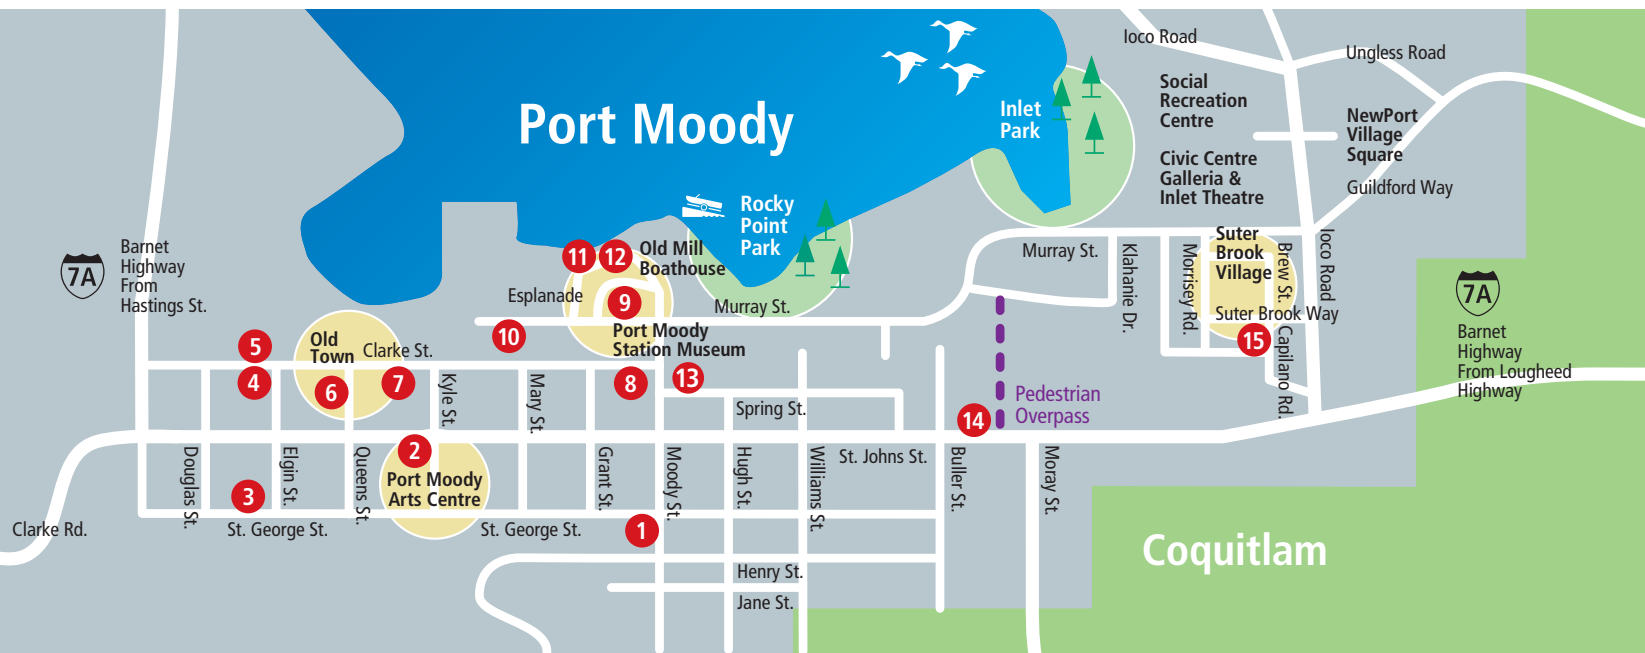 Port Moody
Ioco Road
Ungless Road
Inlet
Park
Social
Recreation
Centre
NewPort
Village
Square
Civic Centre
Galleria &
Inlet Theatre
Guildford Way
Rocky
Point
Park
7A
Barnet
Highway
From
Hastings St.
11
12
Old Mill
Boathouse
Esplanade
9
Murray St.
Murray St.
Klahanie Dr.
Morrisey Rd.
Suter
Brook
Village
Brew St.
Ioco Road
Suter Brook Way
15
Capilano Rd.
7A
Barnet
Highway
From Lougheed
Highway
5
4
Old
Town
Clarke St.
6
7
10
Port Moody
Station Museum
8
13
Kyle St.
Mary St.
Spring St.
Pedestrian
Overpass
14
2
Port Moody
Arts Centre
Douglas St.
Elgin St.
Queens St.
Grant St.
Moody St.
Hugh St.
Williams St.
St. Johns St.
Buller St.
Moray St.
3
Clarke Rd.
St. George St.
St. George St.
1
Henry St.
Jane St.
Coquitlam